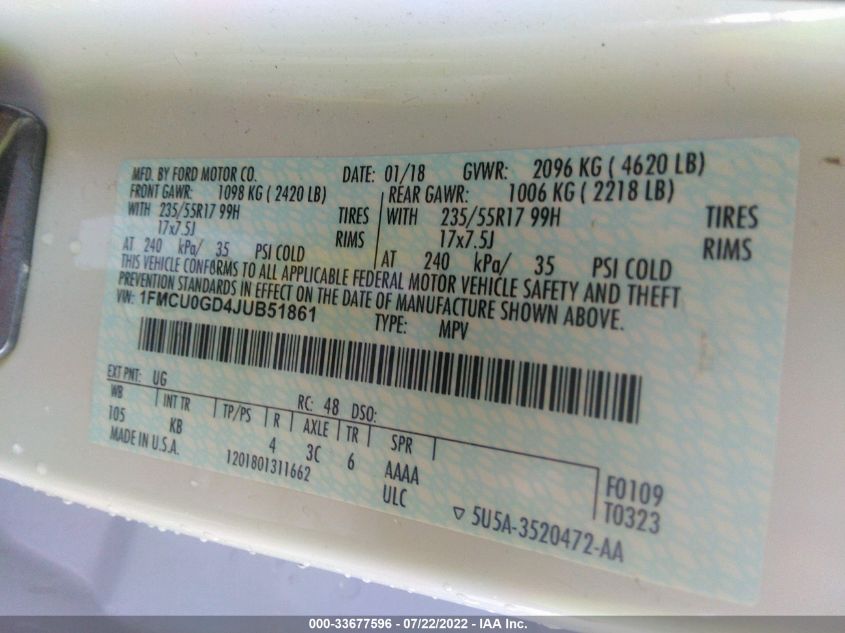 MFD. BY FORD MOTOR CO. DATE: 01/18 GVWR: 2096 KG ( 4620 LB)
FRONT GAWR: 1098 KG ( 2420 LB) REAR GAWR: 1006 KG ( 2218 LB)
WITH 235/55R17 99H TIRES WITH 235/55R17 99H TIRES
17x7.5J RIMS 17x7.5J RIMS
AT 240 kPa/ 35 PSI COLD AT 240 kPa/ 35 PSI COLD
THIS VEHICLE CONFORMS TO ALL APPLICABLE FEDERAL MOTOR VEHICLE SAFETY AND THEFT
PREVENTION STANDARDS IN EFFECT ON THE DATE OF MANUFACTURE SHOWN ABOVE.
VIN: 1FMCU0GD4JUB51861 TYPE: MPV
EXT PNT: UG RC: 48 DSO:
WB INT TR TP/PS R AXLE TR SPR
105 KB 4 3C 6 AAAA F0109
ULC T0323
MADE IN U.S.A. 1201801311662 ▽ 5U5A-3520472-AA
000-33677596 - 07/22/2022 - IAA Inc.